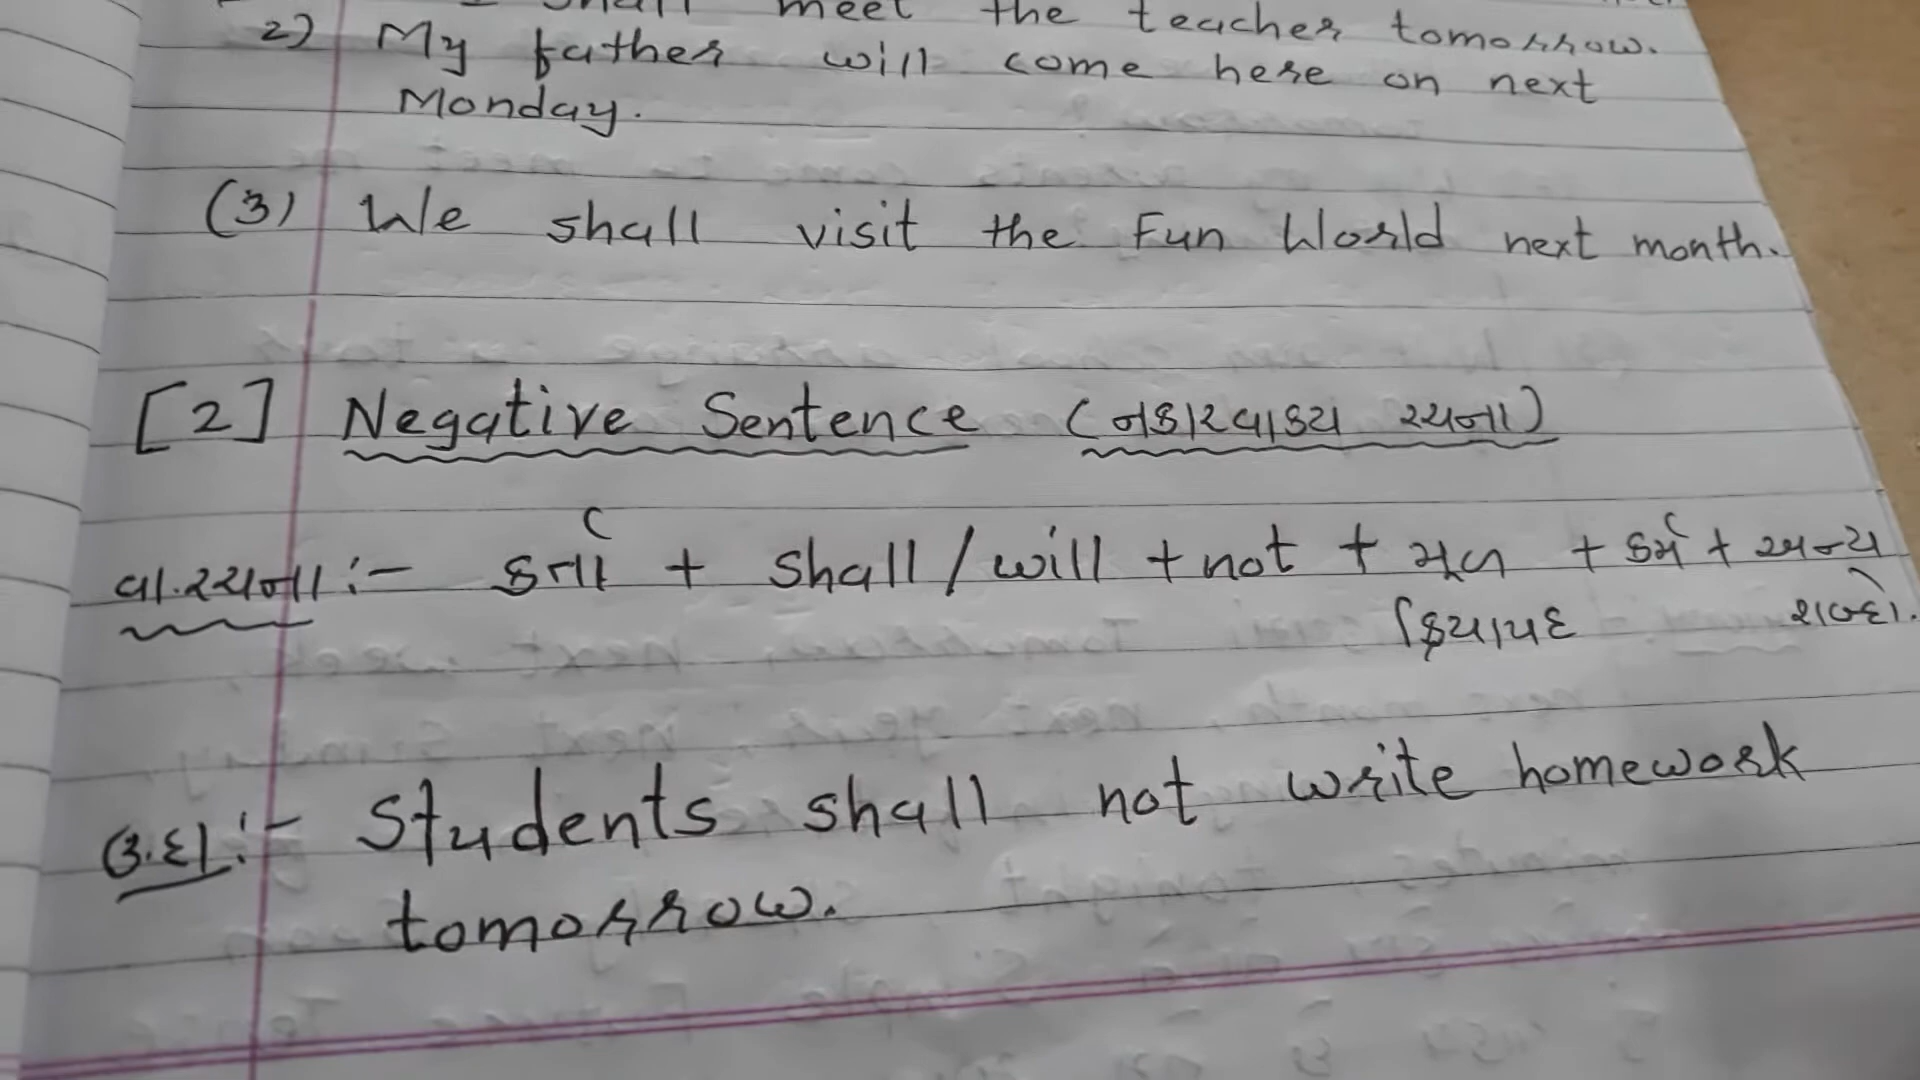 shall meet the teacher tomorrow.
2) My father will come here on next
Monday.
(3) We shall visit the Fun World next month.
[2] Negative Sentence (નકારવાક્ય રચના)
વા.રચના :- કર્તા + shall / will + not + મૂળ + કર્મ + અન્ય
ક્રિયાપદ શબ્દો.
ઉ.દા. :- Students shall not write homework
tomorrow.